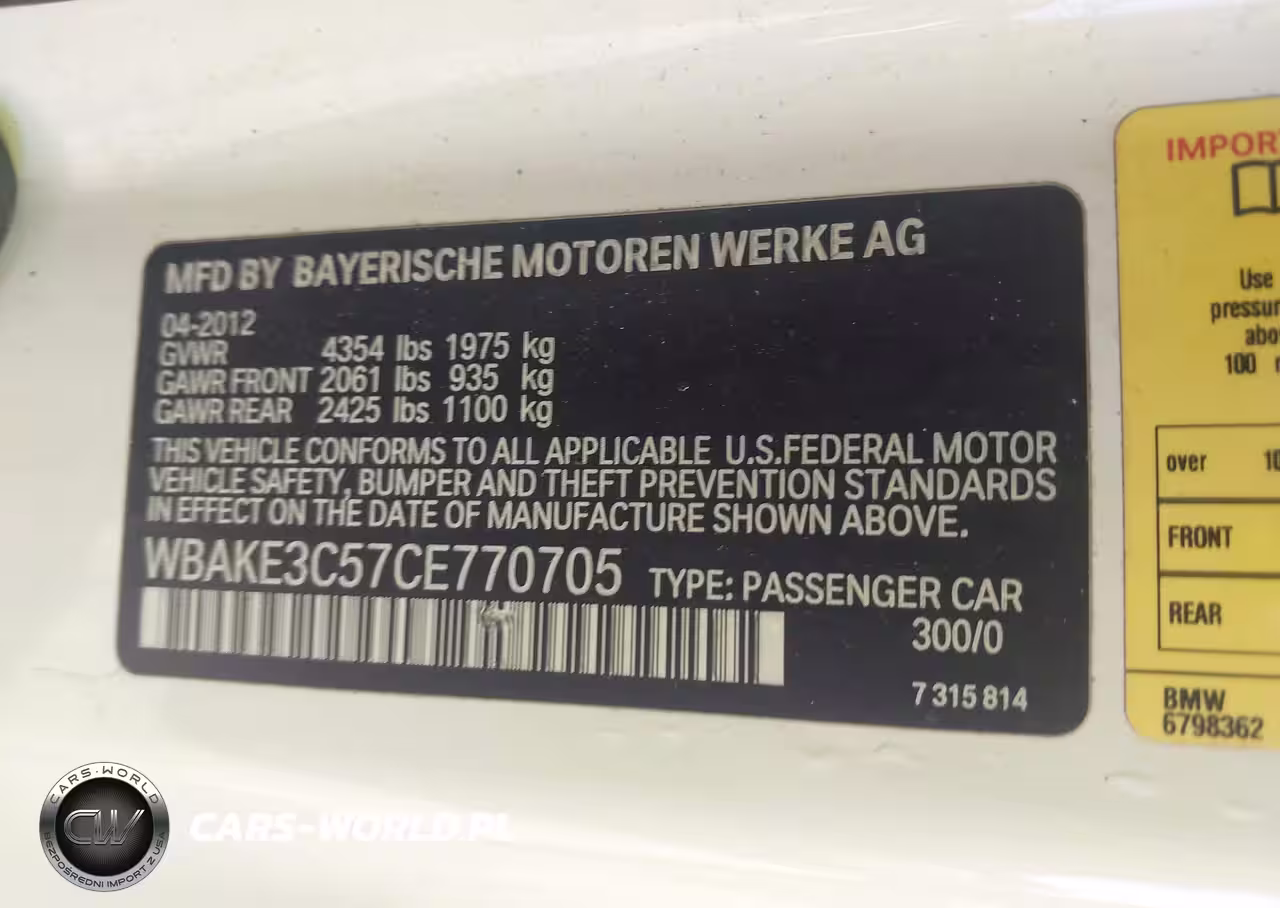 MFD BY BAYERISCHE MOTOREN WERKE AG
04-2012
GVWR 4354 lbs 1975 kg
GAWR FRONT 2061 lbs 935 kg
GAWR REAR 2425 lbs 1100 kg
THIS VEHICLE CONFORMS TO ALL APPLICABLE U.S.FEDERAL MOTOR
VEHICLE SAFETY, BUMPER AND THEFT PREVENTION STANDARDS
IN EFFECT ON THE DATE OF MANUFACTURE SHOWN ABOVE.
WBAKE3C57CE770705 TYPE: PASSENGER CAR
300/0
7 315 814
IMPOR
Use
pressur
abo
100
over 10
FRONT
REAR
BMW
6798362
CARS-WORLD
CW
BEZPOŚREDNI IMPORT Z USA
CARS-WORLD.PL